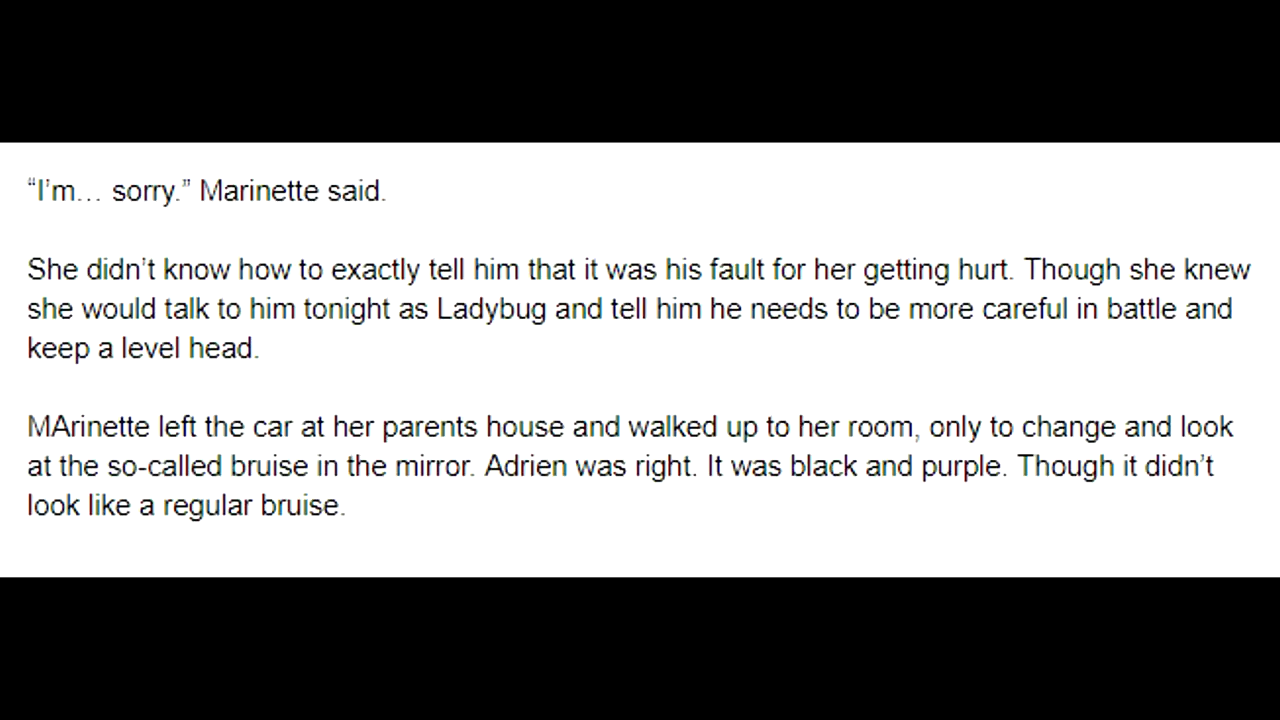 “I’m… sorry.” Marinette said.
She didn’t know how to exactly tell him that it was his fault for her getting hurt. Though she knew
she would talk to him tonight as Ladybug and tell him he needs to be more careful in battle and
keep a level head.
MArinette left the car at her parents house and walked up to her room, only to change and look
at the so-called bruise in the mirror. Adrien was right. It was black and purple. Though it didn’t
look like a regular bruise.